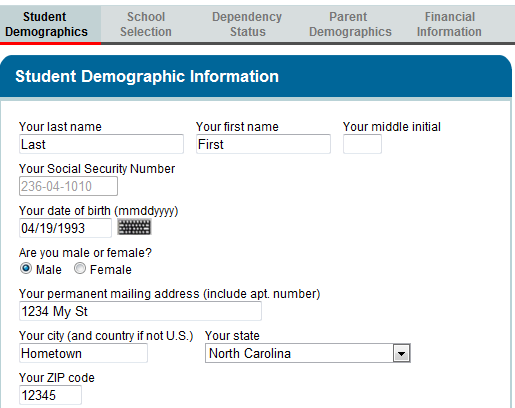 Student Demographics School Selection Dependency Status Parent Demographics Financial Information
Student Demographic Information
Your last name Your first name Your middle initial
Last First
Your Social Security Number
236-04-1010
Your date of birth (mmddyyyy)
04/19/1993
Are you male or female?
Male Female
Your permanent mailing address (include apt. number)
1234 My St
Your city (and country if not U.S.) Your state
Hometown North Carolina
Your ZIP code
12345